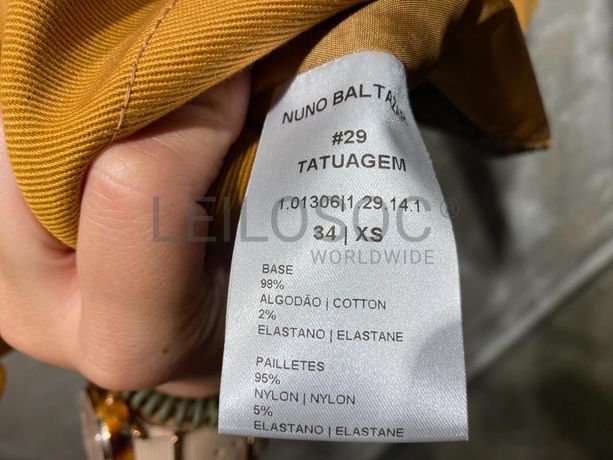 NUNO BALTAZAR
#29
TATUAGEM
1.01306|1.29.14.1
34 | XS
LEILOSOC®
WORLDWIDE
BASE
98%
ALGODÃO | COTTON
2%
ELASTANO | ELASTANE
PAILLETES
95%
NYLON | NYLON
5%
ELASTANO | ELASTANE